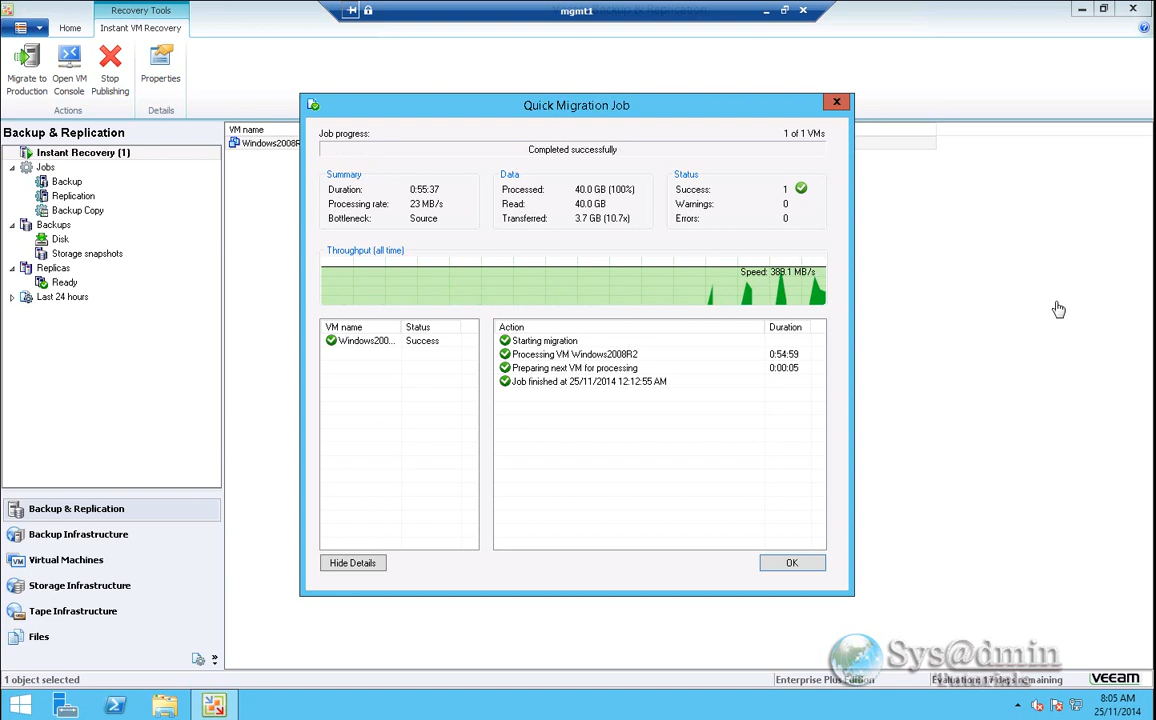 Recovery Tools
mgmt1
Home
Instant VM Recovery
Migrate to Production
Open VM Console
Stop Publishing
Properties
Actions
Details
Backup & Replication
Instant Recovery (1)
Jobs
Backup
Replication
Backup Copy
Backups
Disk
Storage snapshots
Replicas
Ready
Last 24 hours
VM name
Windows2008R
Quick Migration Job
Job progress:
1 of 1 VMs
Completed successfully
Summary
Duration: 0:55:37
Processing rate: 23 MB/s
Bottleneck: Source
Data
Processed: 40.0 GB (100%)
Read: 40.0 GB
Transferred: 3.7 GB (10.7x)
Status
Success: 1
Warnings: 0
Errors: 0
Throughput (all time)
Speed: 389.1 MB/s
VM name Status
Windows200... Success
Action Duration
Starting migration
Processing VM Windows2008R2 0:54:59
Preparing next VM for processing 0:00:05
Job finished at 25/11/2014 12:12:55 AM
Hide Details
OK
Backup & Replication
Backup Infrastructure
Virtual Machines
Storage Infrastructure
Tape Infrastructure
Files
Sys@dmin
Tutorials
1 object selected
Enterprise Plus Edition
Evaluation: 17 days remaining
veeam
8:05 AM
25/11/2014